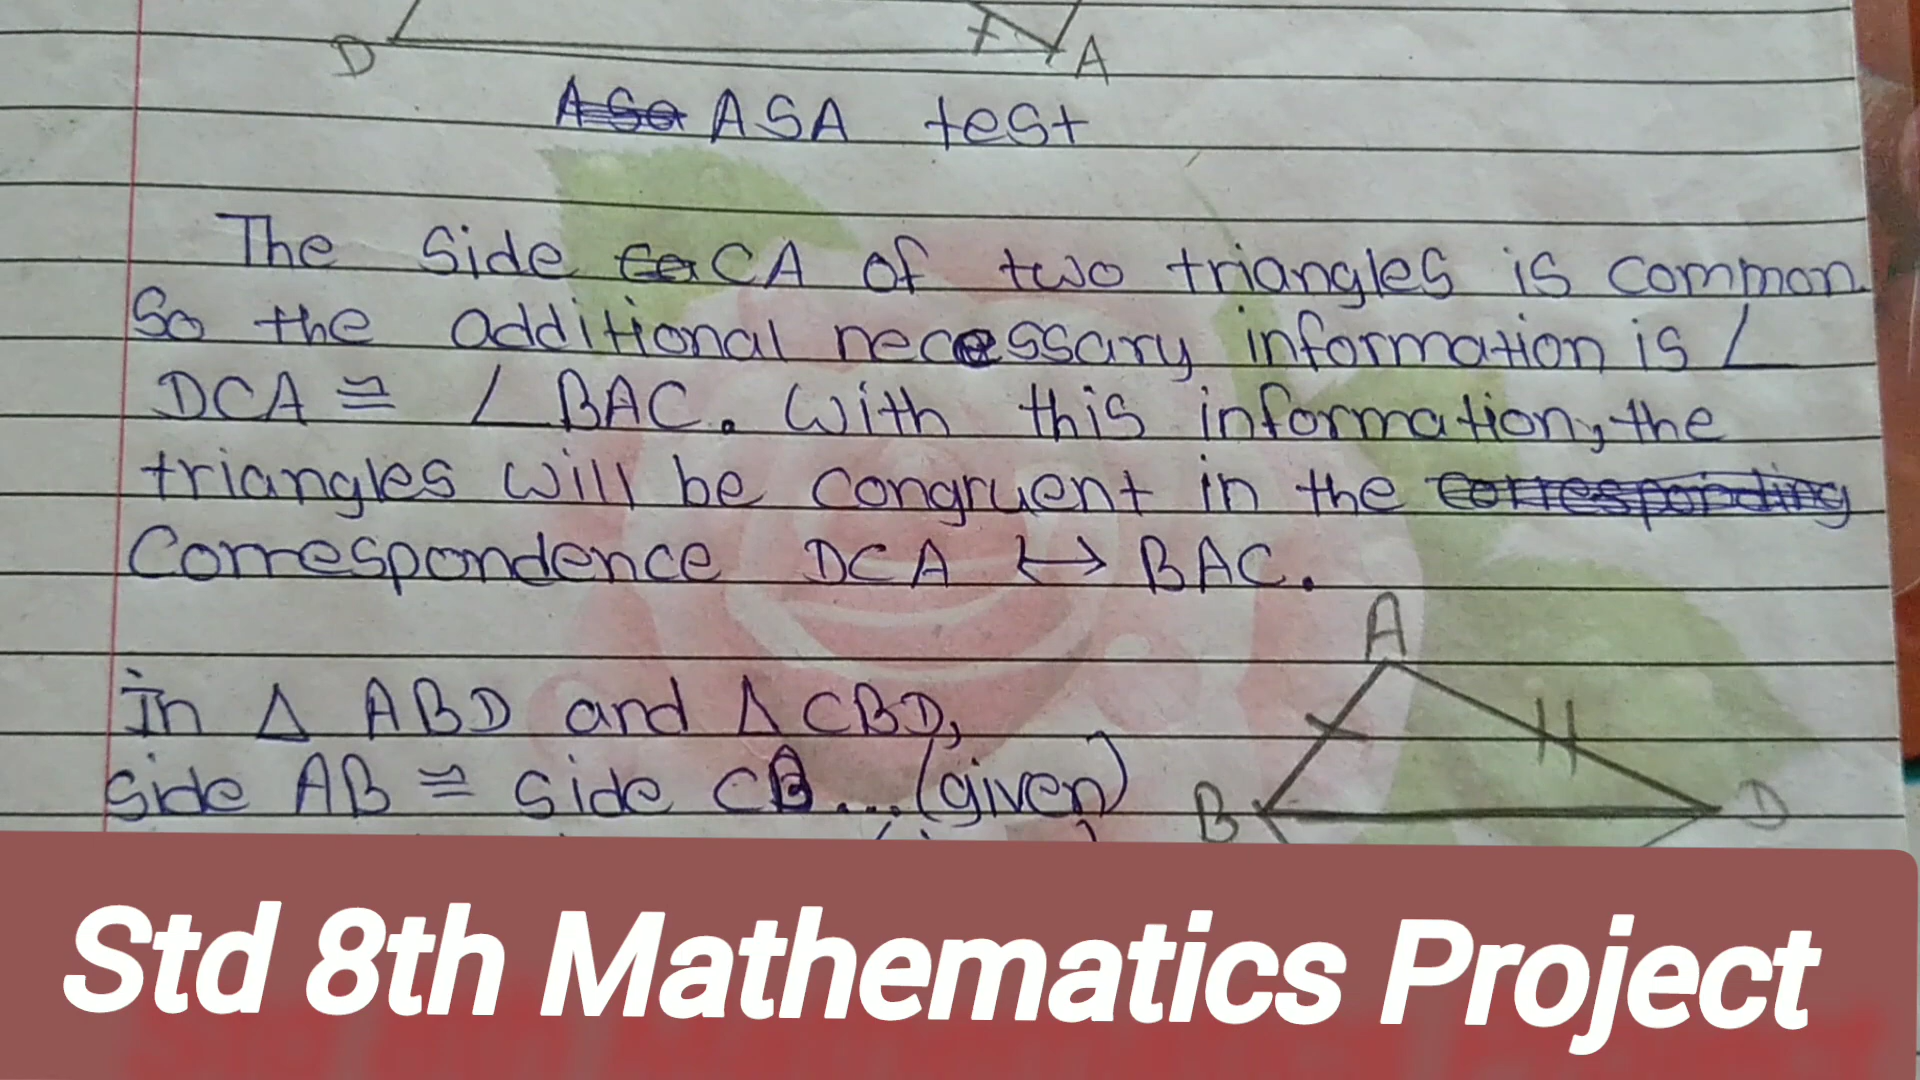 D A
ASA test
The Side CA of two triangles is common.
So the additional necessary information is ∠
DCA ≅ ∠ BAC. With this information, the
triangles will be congruent in the corresponding
Correspondence DCA ↔ BAC.
A
In Δ ABD and Δ CBD,
side AB ≅ side CB...(given)
B D
Std 8th Mathematics Project